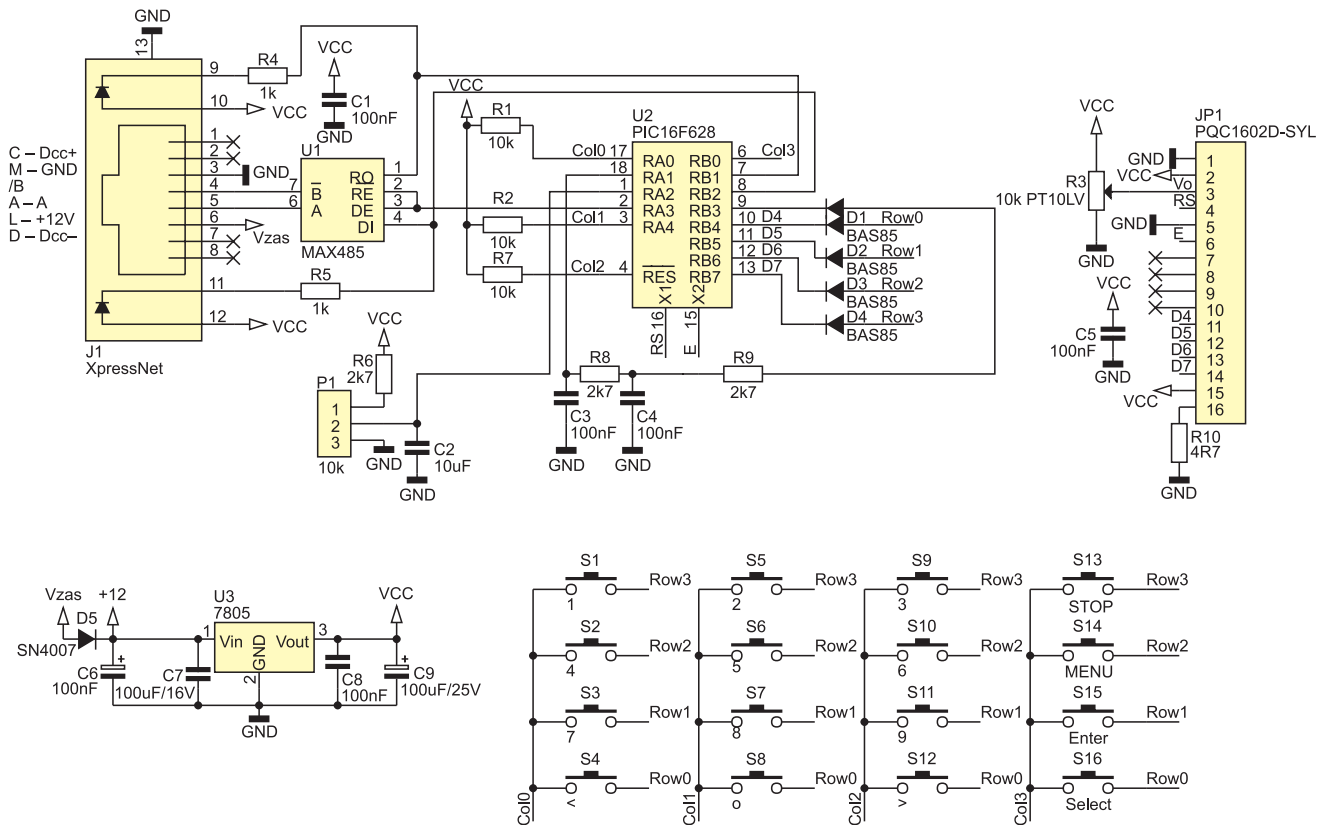 GND
13
9
R4
1k
VCC
C1
100nF
GND
10
VCC
C – Dcc+
M – GND
/B
A – A
L – +12V
D – Dcc–
1
2
3
4
5
6
7
8
GND
Vzas
7
6
U1
B
A
RO
RE
DE
DI
MAX485
1
2
3
4
11
R5
1k
12
VCC
J1
XpressNet
VCC
R1
10k
R2
10k
R7
10k
Col0
Col1
Col2
17
18
1
2
3
4
U2
PIC16F628
RA0
RA1
RA2
RA3
RA4
RES
X1
X2
RB0
RB1
RB2
RB3
RB4
RB5
RB6
RB7
6
7
8
9
10
11
12
13
Col3
D4
D5
D6
D7
16
RS
15
E
D1
Row0
BAS85
D2
Row1
BAS85
D3
Row2
BAS85
D4
Row3
BAS85
R8
2k7
R9
2k7
C3
100nF
GND
C4
100nF
GND
VCC
R6
2k7
P1
1
2
3
10k
GND
C2
10uF
GND
VCC
R3
10k PT10LV
GND
VCC
C5
100nF
GND
JP1
PQC1602D-SYL
GND
VCC
Vo
RS
GND
E
D4
D5
D6
D7
VCC
1
2
3
4
5
6
7
8
9
10
11
12
13
14
15
16
R10
4R7
GND
Vzas
D5
SN4007
+12
C6
100nF
C7
100uF/16V
U3
7805
1
Vin
GND
Vout
3
2
GND
C8
100nF
VCC
C9
100uF/25V
S1
Row3
1
S5
Row3
2
S9
Row3
3
S13
Row3
STOP
S2
Row2
4
S6
Row2
5
S10
Row2
6
S14
Row2
MENU
S3
Row1
7
S7
Row1
8
S11
Row1
9
S15
Row1
Enter
S4
Row0
<
S8
Row0
o
S12
Row0
>
S16
Row0
Select
Col0
Col1
Col2
Col3